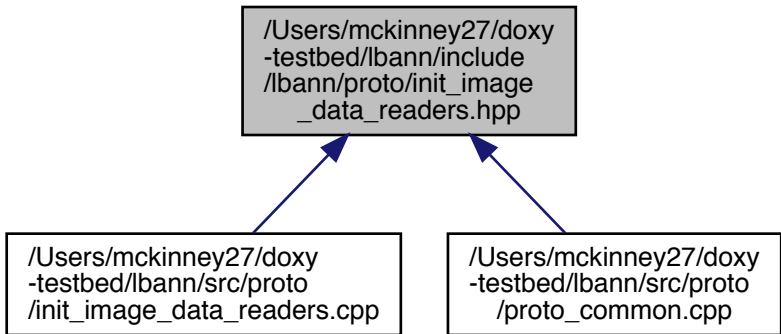 /Users/mckinney27/doxy
-testbed/lbann/include
/lbann/proto/init_image
_data_readers.hpp
/Users/mckinney27/doxy
-testbed/lbann/src/proto
/init_image_data_readers.cpp
/Users/mckinney27/doxy
-testbed/lbann/src/proto
/proto_common.cpp